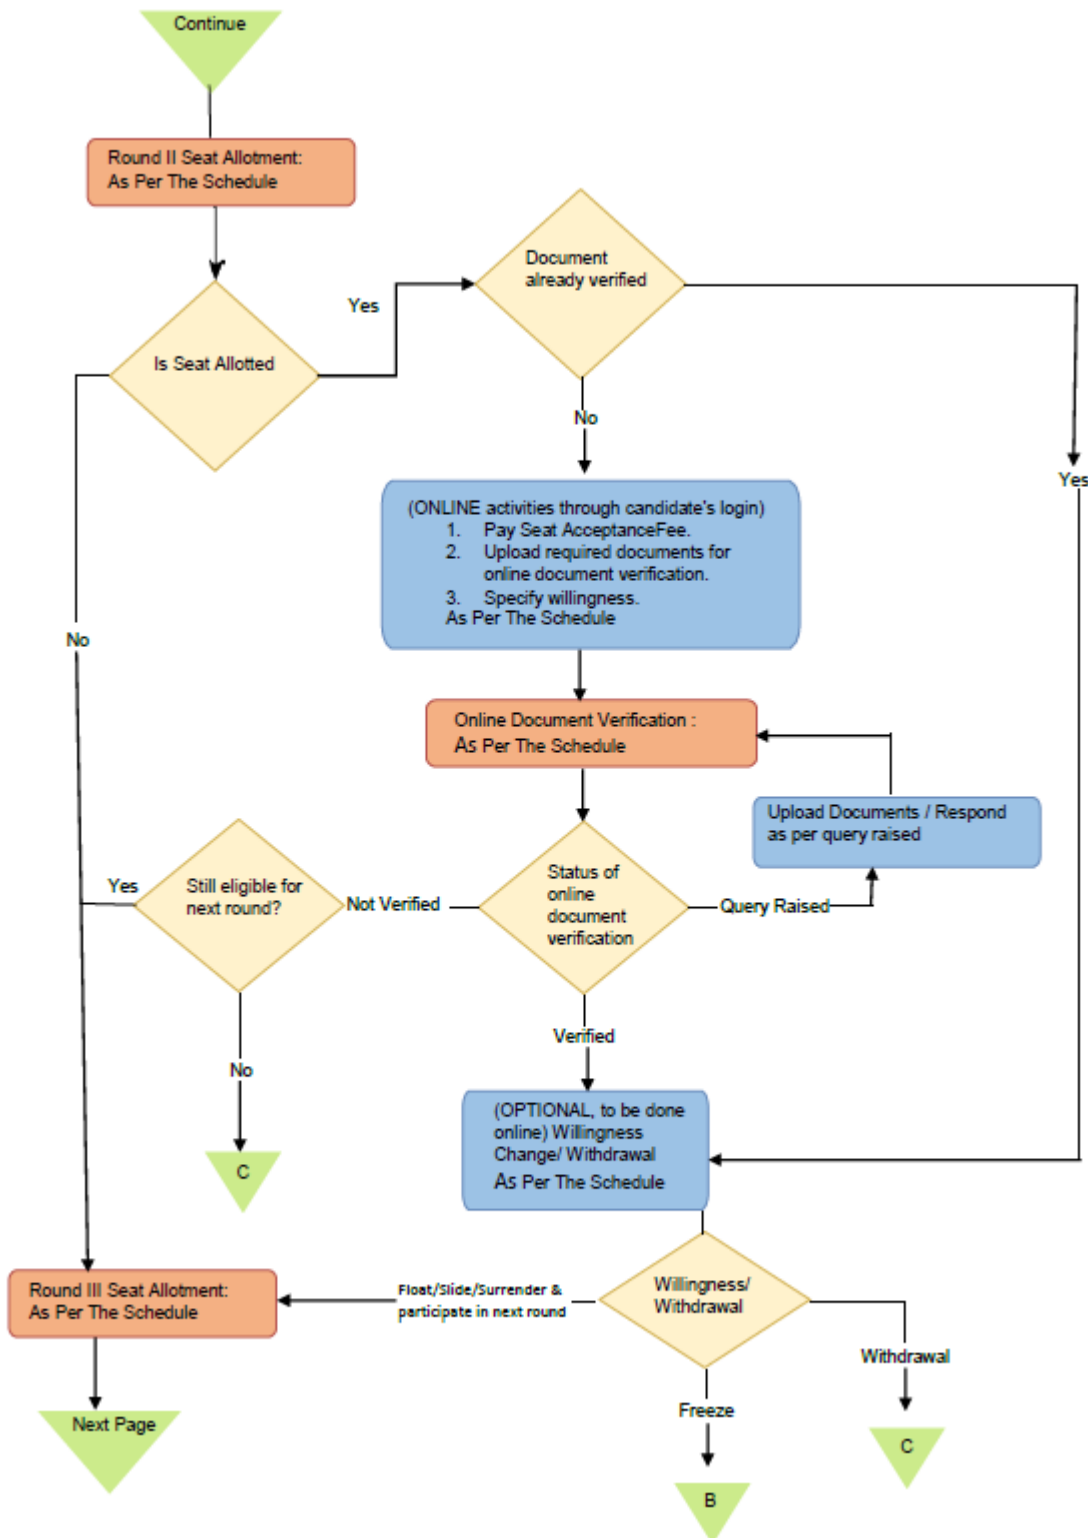 Continue
Round II Seat Allotment:
As Per The Schedule
Document
already verified
Yes
Is Seat Allotted
No
Yes
(ONLINE activities through candidate's login)
1. Pay Seat AcceptanceFee.
2. Upload required documents for
online document verification.
3. Specify willingness.
As Per The Schedule
No
Online Document Verification :
As Per The Schedule
Upload Documents / Respond
as per query raised
Yes
Still eligible for
next round?
Not Verified
Status of
online
document
verification
Query Raised
Verified
No
(OPTIONAL, to be done
online) Willingness
Change/ Withdrawal
As Per The Schedule
C
Round III Seat Allotment:
As Per The Schedule
Float/Slide/Surrender &
participate in next round
Willingness/
Withdrawal
Withdrawal
Next Page
Freeze
C
B